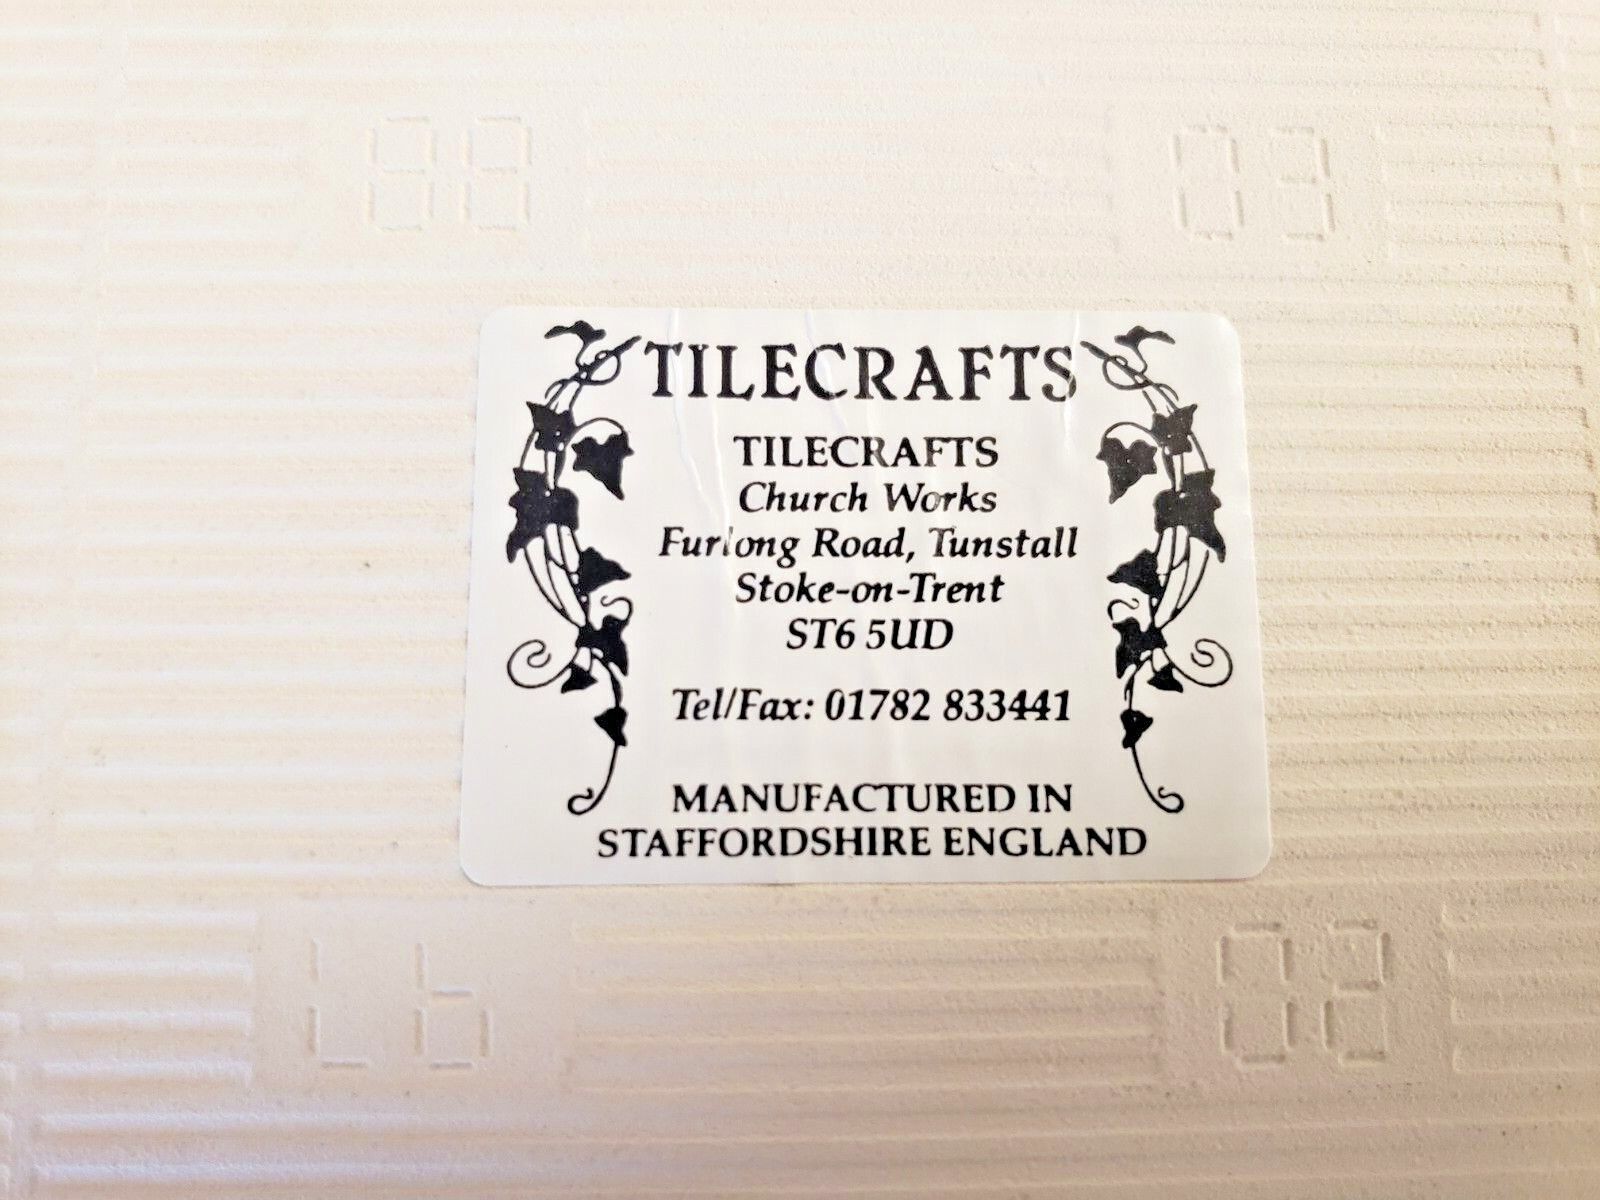 TILECRAFTS
TILECRAFTS
Church Works
Furlong Road, Tunstall
Stoke-on-Trent
ST6 5UD
Tel/Fax: 01782 833441
MANUFACTURED IN
STAFFORDSHIRE ENGLAND